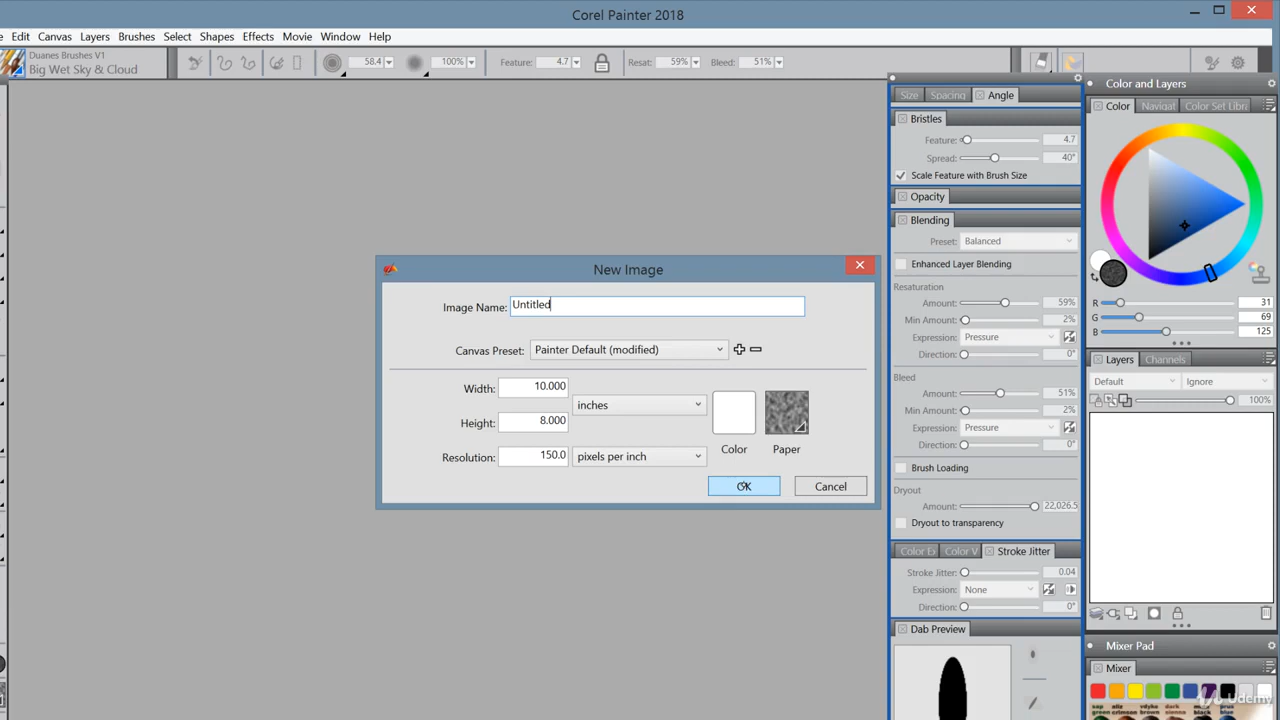 Corel Painter 2018
Edit Canvas Layers Brushes Select Shapes Effects Movie Window Help
Duanes Brushes V1
Big Wet Sky & Cloud
58.4 100% Feature: 4.7 Resat: 59% Bleed: 51%
Size Spacing Angle
Bristles
Feature: 4.7
Spread: 40°
Scale Feature with Brush Size
Opacity
Blending
Preset: Balanced
Enhanced Layer Blending
Resaturation
Amount: 59%
Min Amount: 2%
Expression: Pressure
Direction: 0°
Bleed
Amount: 51%
Min Amount: 2%
Expression: Pressure
Direction: 0°
Brush Loading
Dryout
Amount: 22,026.5
Dryout to transparency
Color E Color V Stroke Jitter
Stroke Jitter: 0.04
Expression: None
Direction: 0°
Dab Preview
Color and Layers
Color Navigat Color Set Libr
R 31
G 69
B 125
Layers Channels
Default Ignore
100%
Mixer Pad
Mixer
New Image
Image Name: Untitled
Canvas Preset: Painter Default (modified)
Width: 10.000
inches
Height: 8.000
Resolution: 150.0 pixels per inch
Color Paper
OK Cancel
Udemy